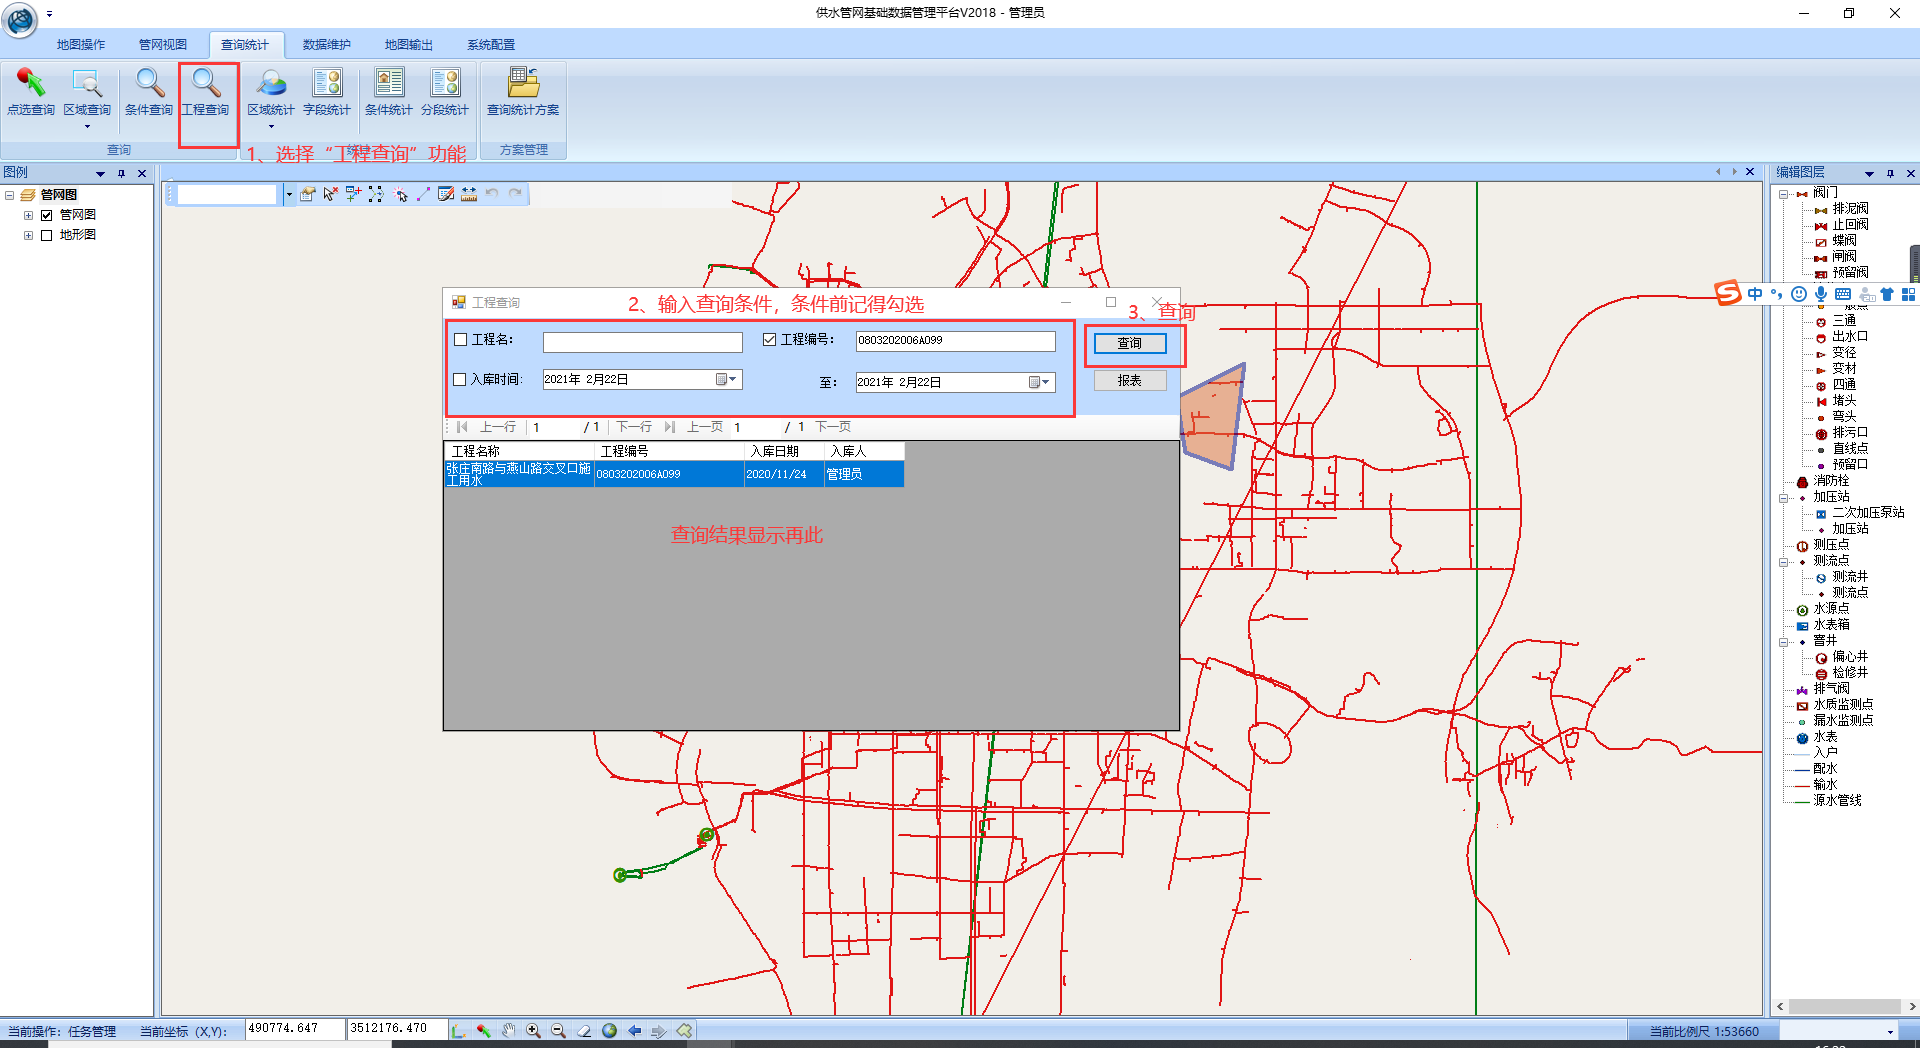 供水管网基础数据管理平台V2018 - 管理员
地图操作 管网视图 查询统计 数据维护 地图输出 系统配置
点选查询 区域查询 条件查询 工程查询 区域统计 字段统计 条件统计 分段统计 查询统计方案
查询 方案管理
1、选择“工程查询”功能
图例
管网图
管网图
地形图
工程查询
2、输入查询条件，条件前记得勾选
3、查询
工程名：
工程编号：
0803202006A099
查询
入库时间：
2021年 2月22日
至：
2021年 2月22日
报表
上一行 1 / 1 下一行 上一页 1 / 1 下一页
工程名称 工程编号 入库日期 入库人
张庄南路与燕山路交叉口施
工用水
0803202006A099 2020/11/24 管理员
查询结果显示再此
编辑图层
阀门
排泥阀
止回阀
蝶阀
闸阀
预留阀
中
三通
出水口
变径
变材
四通
堵头
弯头
排污口
直线点
预留口
消防栓
加压站
二次加压泵站
加压站
测压点
测流点
测流井
测流点
水源点
水表箱
窨井
偏心井
检修井
排气阀
水质监测点
漏水监测点
水表
入户
配水
输水
源水管线
当前操作：任务管理 当前坐标 (X,Y)： 490774.647 3512176.470
当前比例尺 1:53660